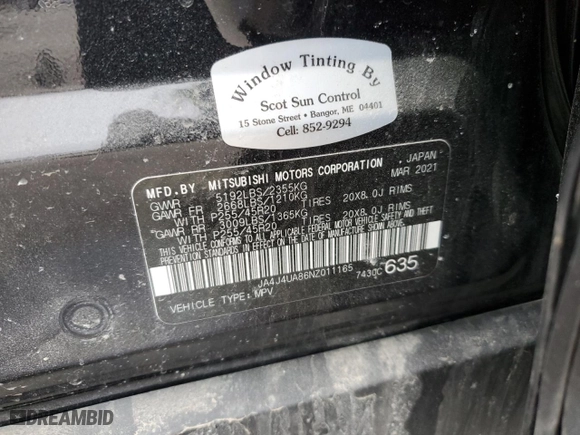 Window Tinting By
Scot Sun Control
15 Stone Street • Bangor, ME 04401
Cell: 852-9294
MFD.BY MITSUBISHI MOTORS CORPORATION JAPAN
GVWR 5192LBS/2355KG MAR 2021
GAWR FR 2668LBS/1210KG
WITH P255/45R20 TIRES 20X8.0J RIMS
GAWR RR 3009LBS/1365KG
WITH P255/45R20 TIRES 20X8.0J RIMS
THIS VEHICLE CONFORMS TO ALL APPLICABLE FEDERAL
MOTOR VEHICLE SAFETY AND THEFT PREVENTION
STANDARDS IN EFFECT ON THE DATE OF MANUFACTURE
SHOWN ABOVE.
JA4J4UA86NZ011165 7430C 635
VEHICLE TYPE:MPV
DREAMBID